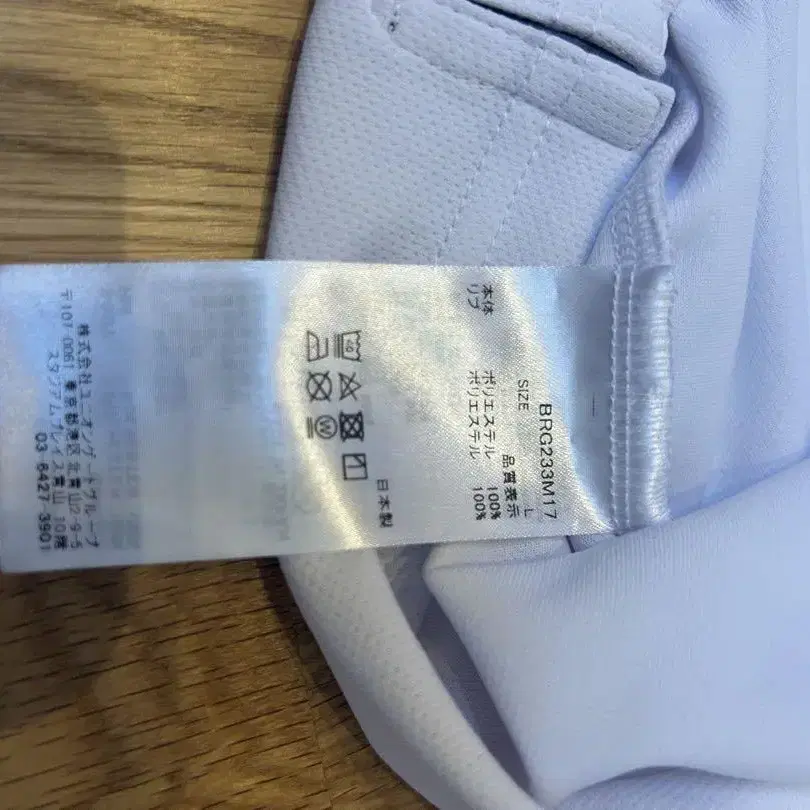 BRG233M17
SIZE L
品質表示
本体 ポリエステル 100%
リブ ポリエステル 100%
日本製
40
W
株式会社ユニオンゲートグループ
〒107-0061 東京都港区北青山2-9-5
スタジアムプレイス青山 10階
03-6427-3901